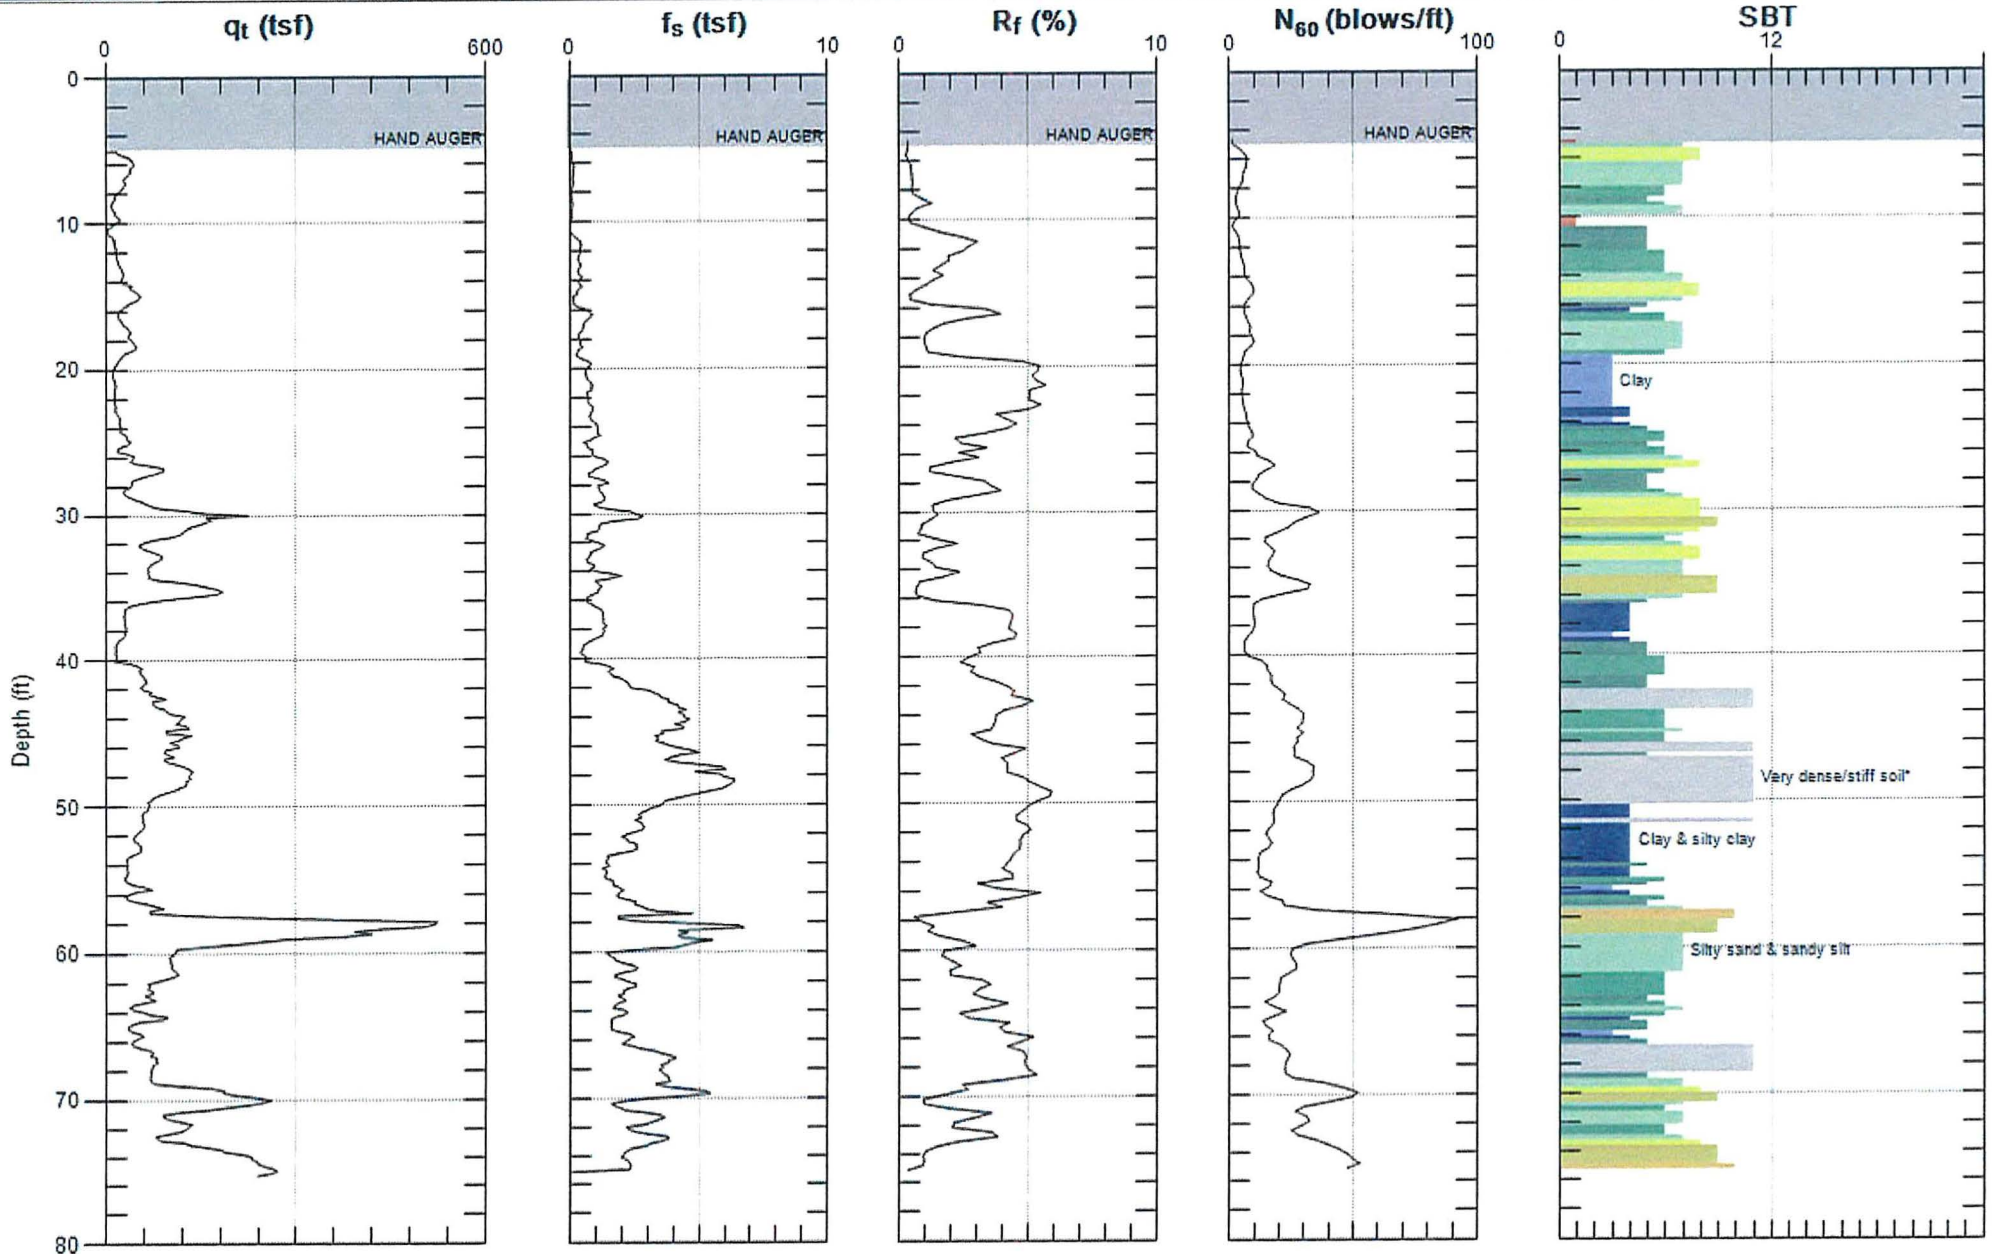 qt (tsf)
fs (tsf)
Rf (%)
N60 (blows/ft)
SBT
0 600
0 10
0 10
0 100
0 12
0
HAND AUGER
HAND AUGER
HAND AUGER
HAND AUGER
10
20
Clay
30
40
Depth (ft)
Very dense/stiff soil*
50
Clay & silty clay
Silty sand & sandy silt
60
70
80